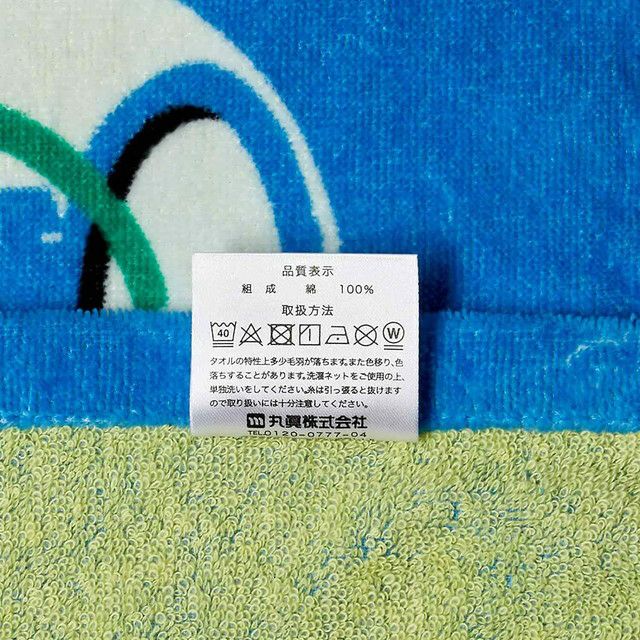 品質表示
組成 綿 100%
取扱方法
40 W
タオルの特性上多少毛羽が落ちます。また色移り、色
落ちすることがあります。洗濯ネットをご使用の上、
単独洗いをしてください。糸は引っ張ると抜けます
ので取り扱いには十分注意してください。
丸眞株式会社
TEL0120-0777-04